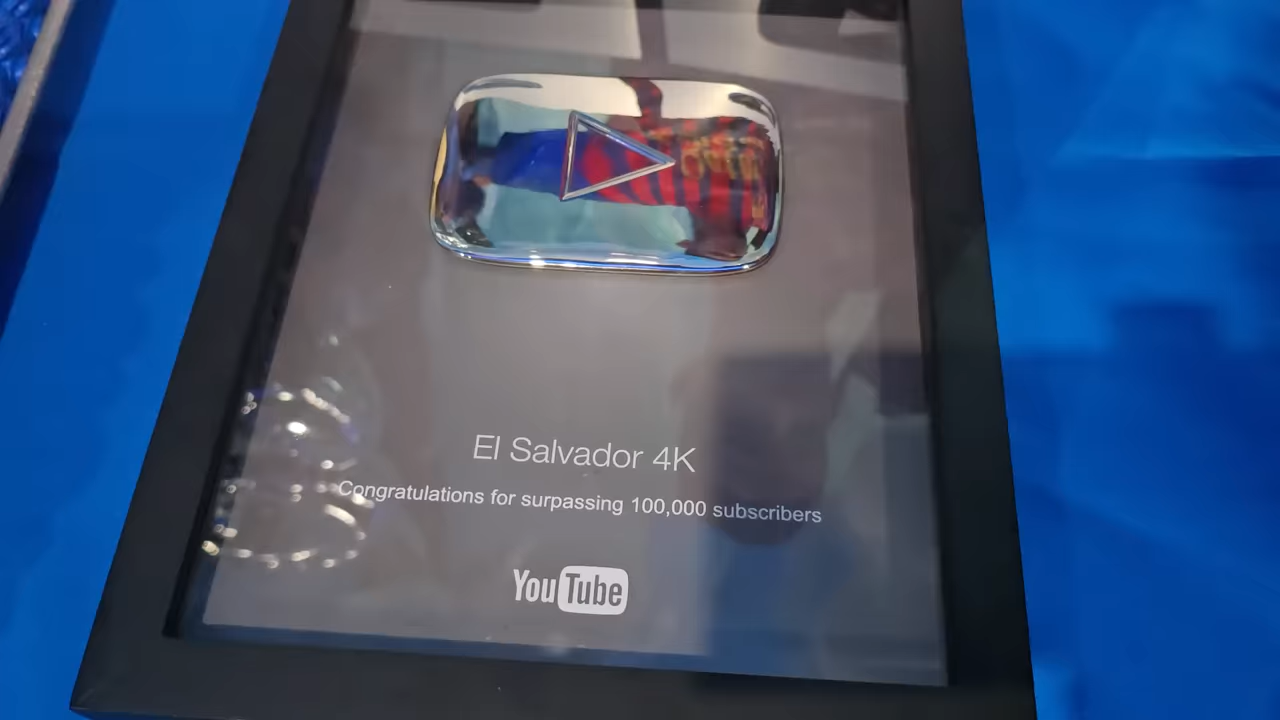 El Salvador 4K
Congratulations for surpassing 100,000 subscribers
YouTube